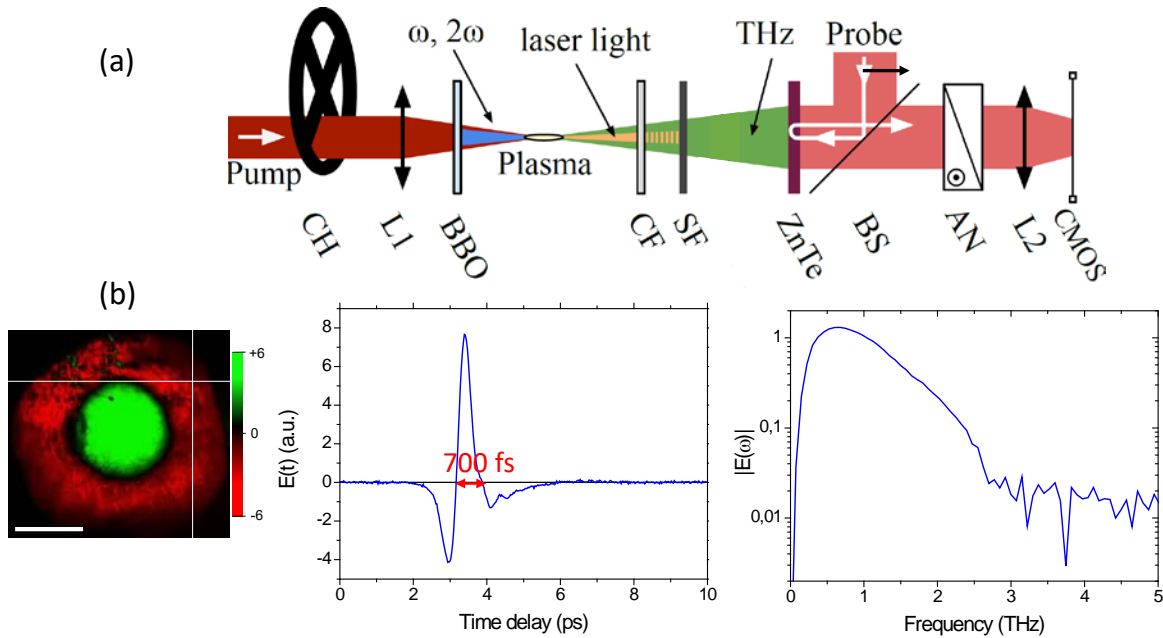 (a)
ω, 2ω
laser light
THz
Probe
Pump
Plasma
CH
L1
BBO
CF
SF
ZnTe
BS
AN
L2
CMOS
(b)
+6
0
-6
E(t) (a.u.)
8
6
4
2
0
-2
-4
700 fs
0 2 4 6 8 10
Time delay (ps)
|E(ω)|
1
0,1
0,01
0 1 2 3 4 5
Frequency (THz)